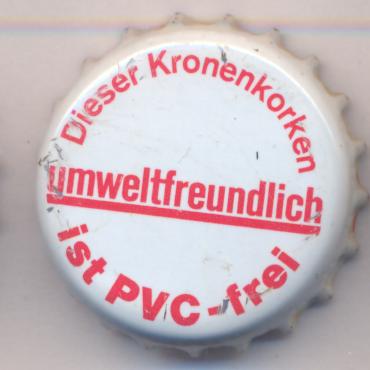 Dieser Kronenkorken
umweltfreundlich
ist PVC-frei